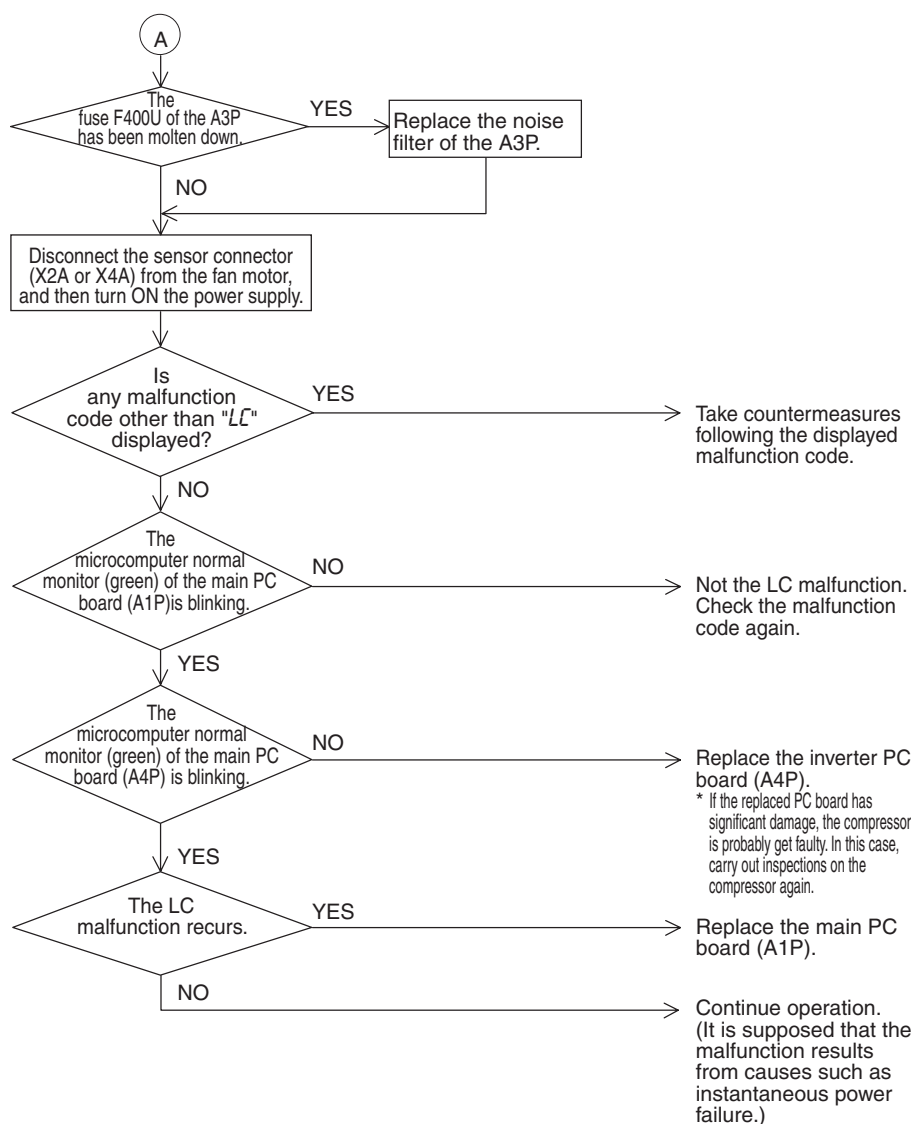 A
The
fuse F400U of the A3P
has been molten down.
YES
Replace the noise
filter of the A3P.
NO
Disconnect the sensor connector
(X2A or X4A) from the fan motor,
and then turn ON the power supply.
Is
any malfunction
code other than "LC"
displayed?
YES
Take countermeasures
following the displayed
malfunction code.
NO
The
microcomputer normal
monitor (green) of the main PC
board (A1P)is blinking.
NO
Not the LC malfunction.
Check the malfunction
code again.
YES
The
microcomputer normal
monitor (green) of the main PC
board (A4P) is blinking.
NO
Replace the inverter PC
board (A4P).
* If the replaced PC board has
significant damage, the compressor
is probably get faulty. In this case,
carry out inspections on the
compressor again.
YES
The LC
malfunction recurs.
YES
Replace the main PC
board (A1P).
NO
Continue operation.
(It is supposed that the
malfunction results
from causes such as
instantaneous power
failure.)